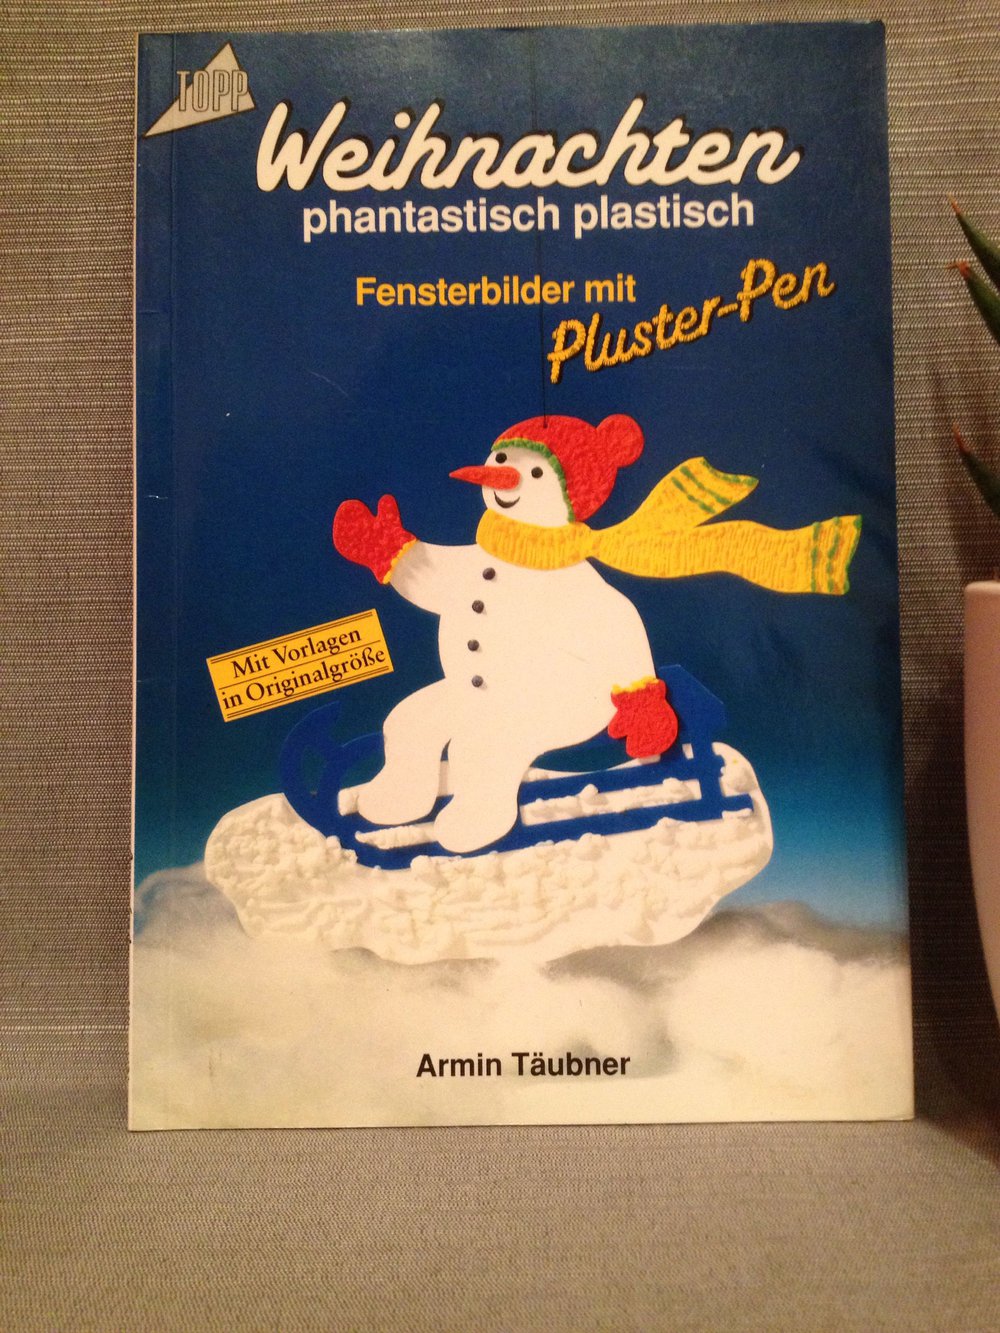 TOPP
Weihnachten
phantastisch plastisch
Fensterbilder mit
Pluster-Pen
Mit Vorlagen
in Originalgröße
Armin Täubner